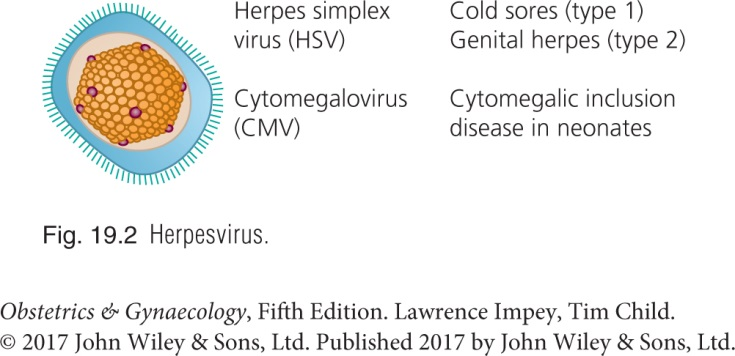 Herpes simplex virus (HSV)
Cold sores (type 1)
Genital herpes (type 2)
Cytomegalovirus (CMV)
Cytomegalic inclusion disease in neonates
Fig. 19.2 Herpesvirus.
Obstetrics & Gynaecology, Fifth Edition. Lawrence Impey, Tim Child.
© 2017 John Wiley & Sons, Ltd. Published 2017 by John Wiley & Sons, Ltd.